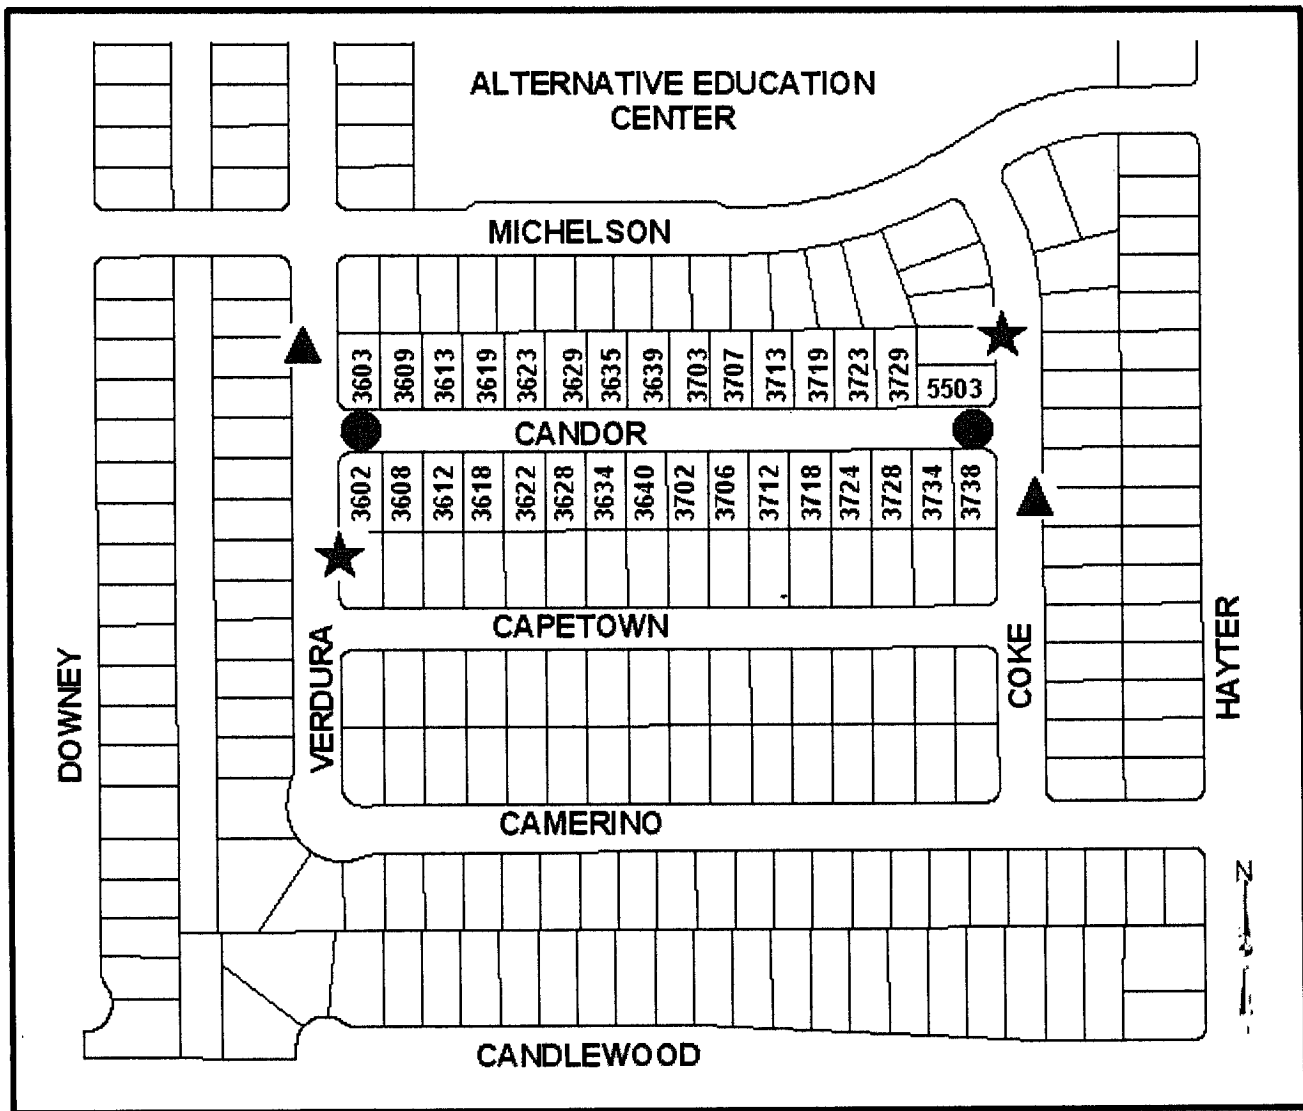 ALTERNATIVE EDUCATION
CENTER
MICHELSON
3603
3609
3613
3619
3623
3629
3635
3639
3703
3707
3713
3719
3723
3729
5503
CANDOR
3602
3608
3612
3618
3622
3628
3634
3640
3702
3706
3712
3718
3724
3728
3734
3738
CAPETOWN
DOWNEY
VERDURA
COKE
HAYTER
CAMERINO
N
CANDLEWOOD